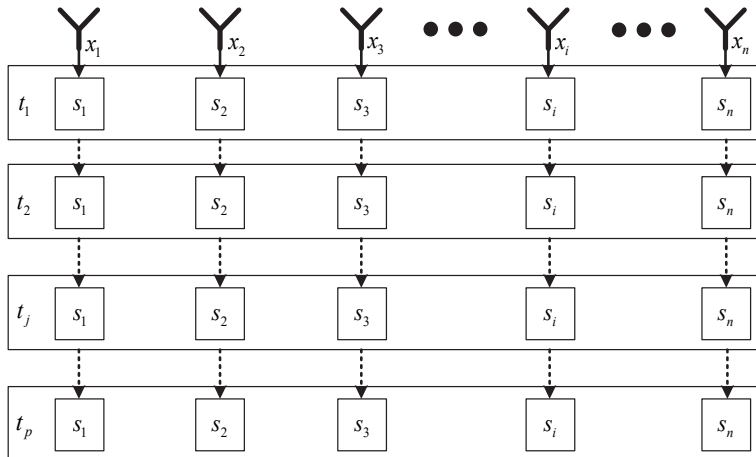 x₁ x₂ x₃ ●●● xᵢ ●●● xₙ
t₁ s₁ s₂ s₃ sᵢ sₙ
t₂ s₁ s₂ s₃ sᵢ sₙ
tⱼ s₁ s₂ s₃ sᵢ sₙ
tₚ s₁ s₂ s₃ sᵢ sₙ